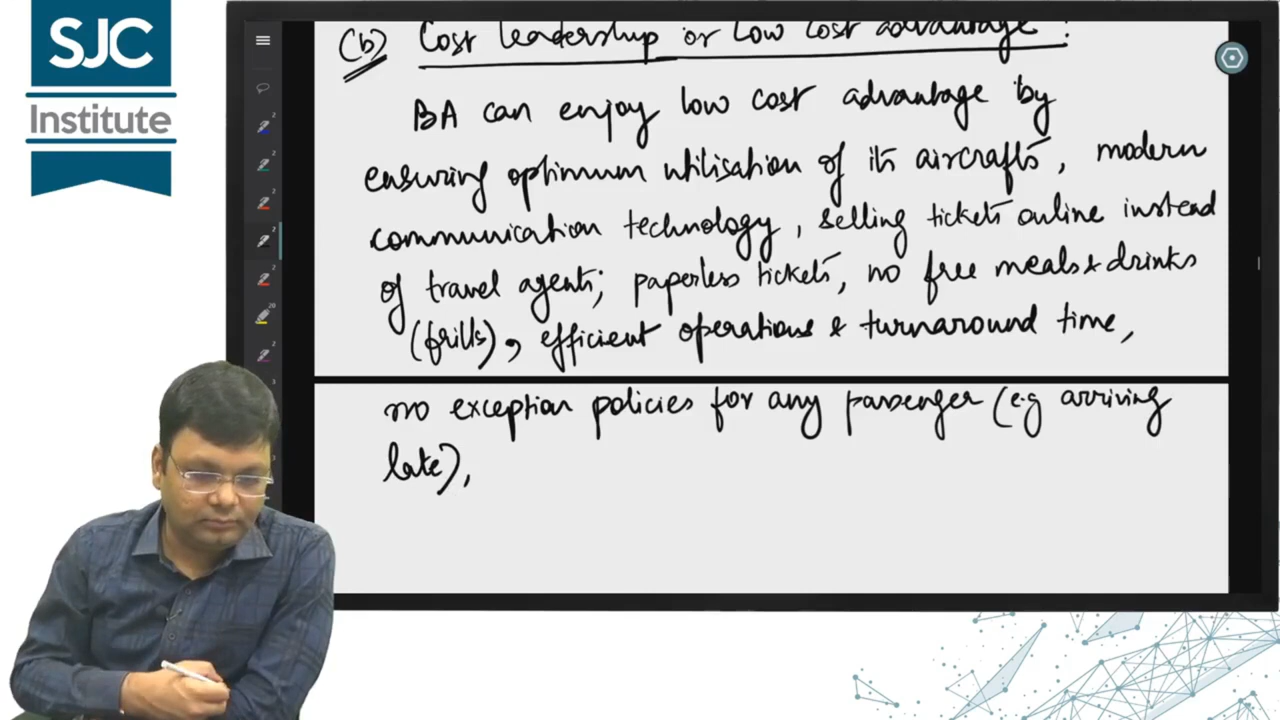 SJC
Institute
(b) Cost leadership or Low cost advantage:
BA can enjoy low cost advantage by
ensuring optimum utilisation of its aircrafts, modern
communication technology, selling tickets online instead
of travel agents; paperless tickets, no free meals & drinks
(frills), efficient operations & turnaround time,
no exception policies for any passenger (e.g arriving
late),